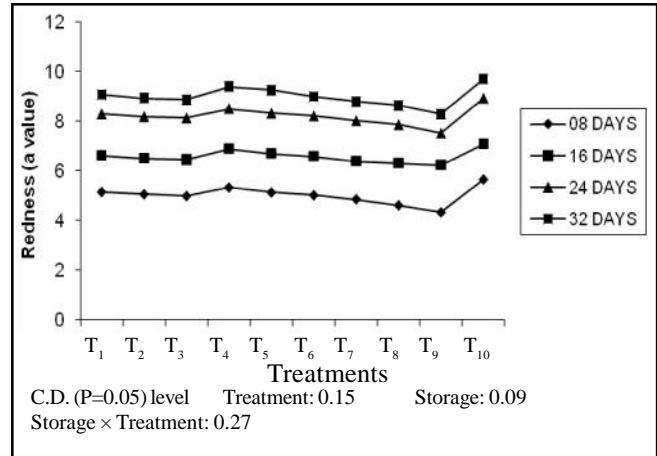 12
10
8
6
4
2
0
Redness (a value)
08 DAYS
16 DAYS
24 DAYS
32 DAYS
T₁ T₂ T₃ T₄ T₅ T₆ T₇ T₈ T₉ T₁₀
Treatments
C.D. (P=0.05) level Treatment: 0.15 Storage: 0.09
Storage × Treatment: 0.27